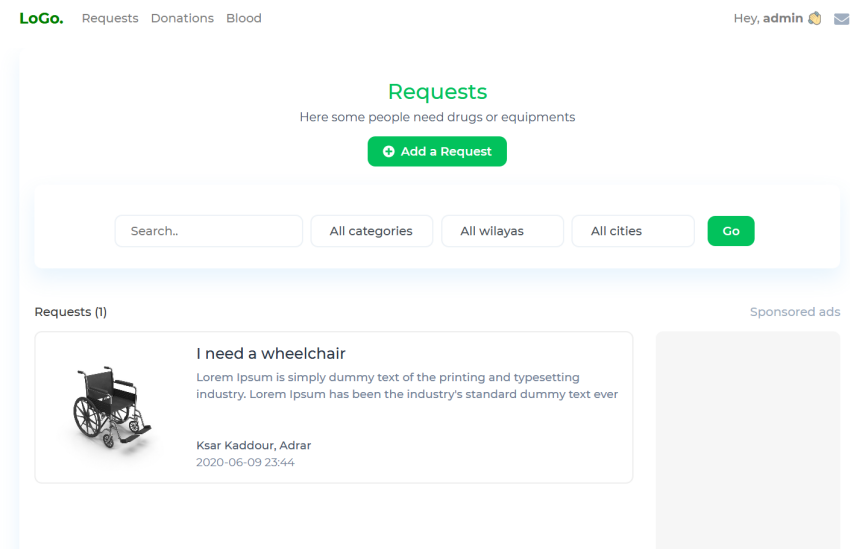 LoGo. Requests Donations Blood Hey, admin
Requests
Here some people need drugs or equipments
Add a Request
Search.. All categories All wilayas All cities Go
Requests (1) Sponsored ads
I need a wheelchair
Lorem Ipsum is simply dummy text of the printing and typesetting
industry. Lorem Ipsum has been the industry's standard dummy text ever
Ksar Kaddour, Adrar
2020-06-09 23:44